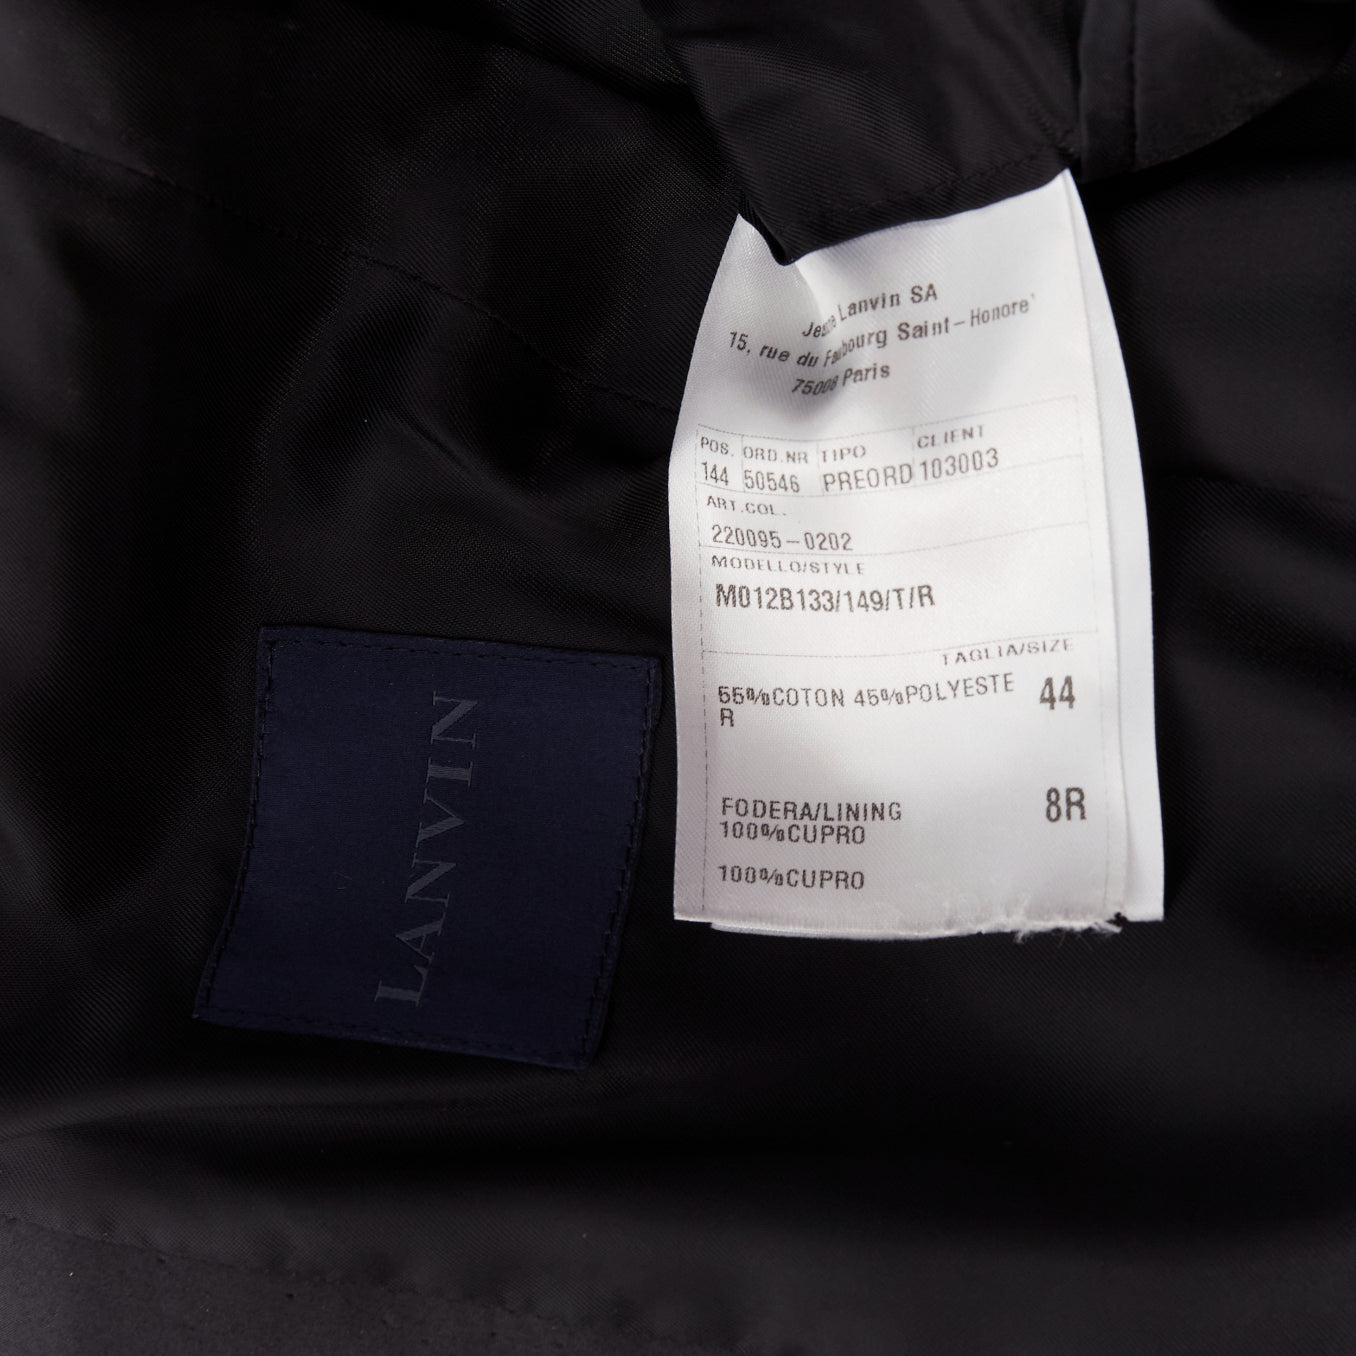 Jeanne Lanvin SA
15, rue du Faubourg Saint-Honore'
75008 Paris
POS. ORD.NR TIPO CLIENT
144 50546 PREORD 103003
ART.COL.
220095-0202
MODELLO/STYLE
M012B133/149/T/R
TAGLIA/SIZE
55%COTON 45%POLYESTE 44
R
8R
FODERA/LINING
100%CUPRO
100%CUPRO
LANVIN